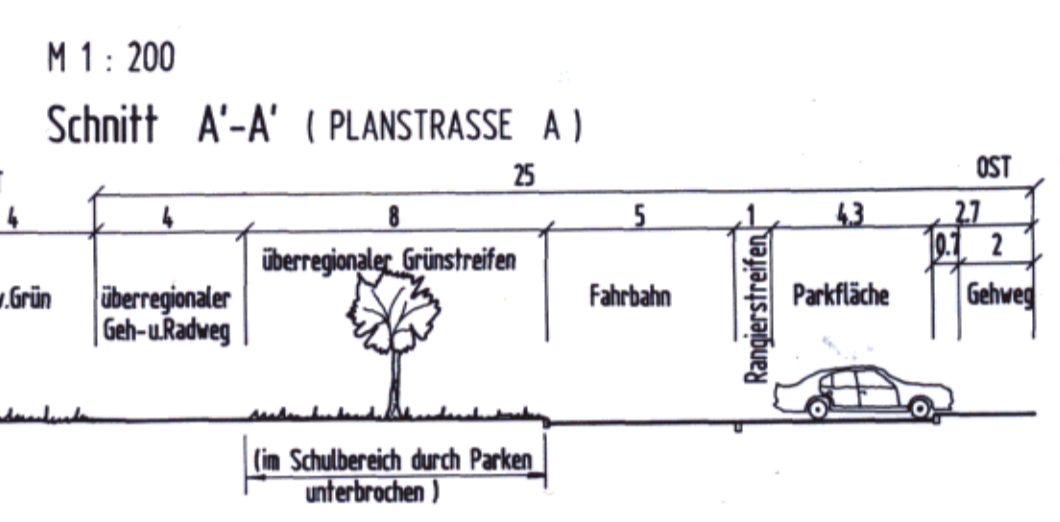 M 1 : 200
Schnitt A'-A' ( PLANSTRASSE A )
25 OST
4 4 8 5 1 4.3 2.7
0.7 2
überregionaler Grünstreifen
überregionaler
Geh-u.Radweg
Fahrbahn
Rangierstreifen
Parkfläche
Gehweg
(im Schulbereich durch Parken
unterbrochen )